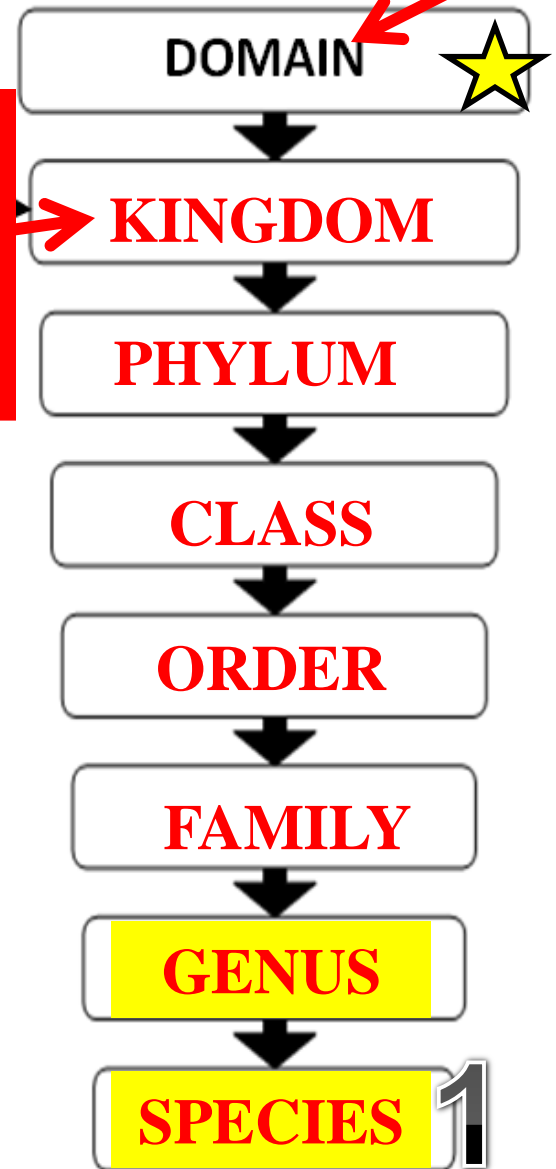 DOMAIN
KINGDOM
PHYLUM
CLASS
ORDER
FAMILY
GENUS
SPECIES
1